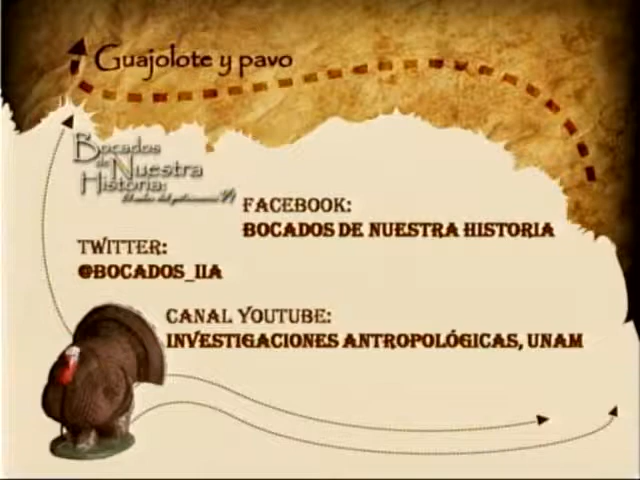 Guajolote y pavo
Bocados
de Nuestra
Historia:
FACEBOOK:
BOCADOS DE NUESTRA HISTORIA
TWITTER:
@BOCADOS_IIA
CANAL YOUTUBE:
INVESTIGACIONES ANTROPOLÓGICAS, UNAM